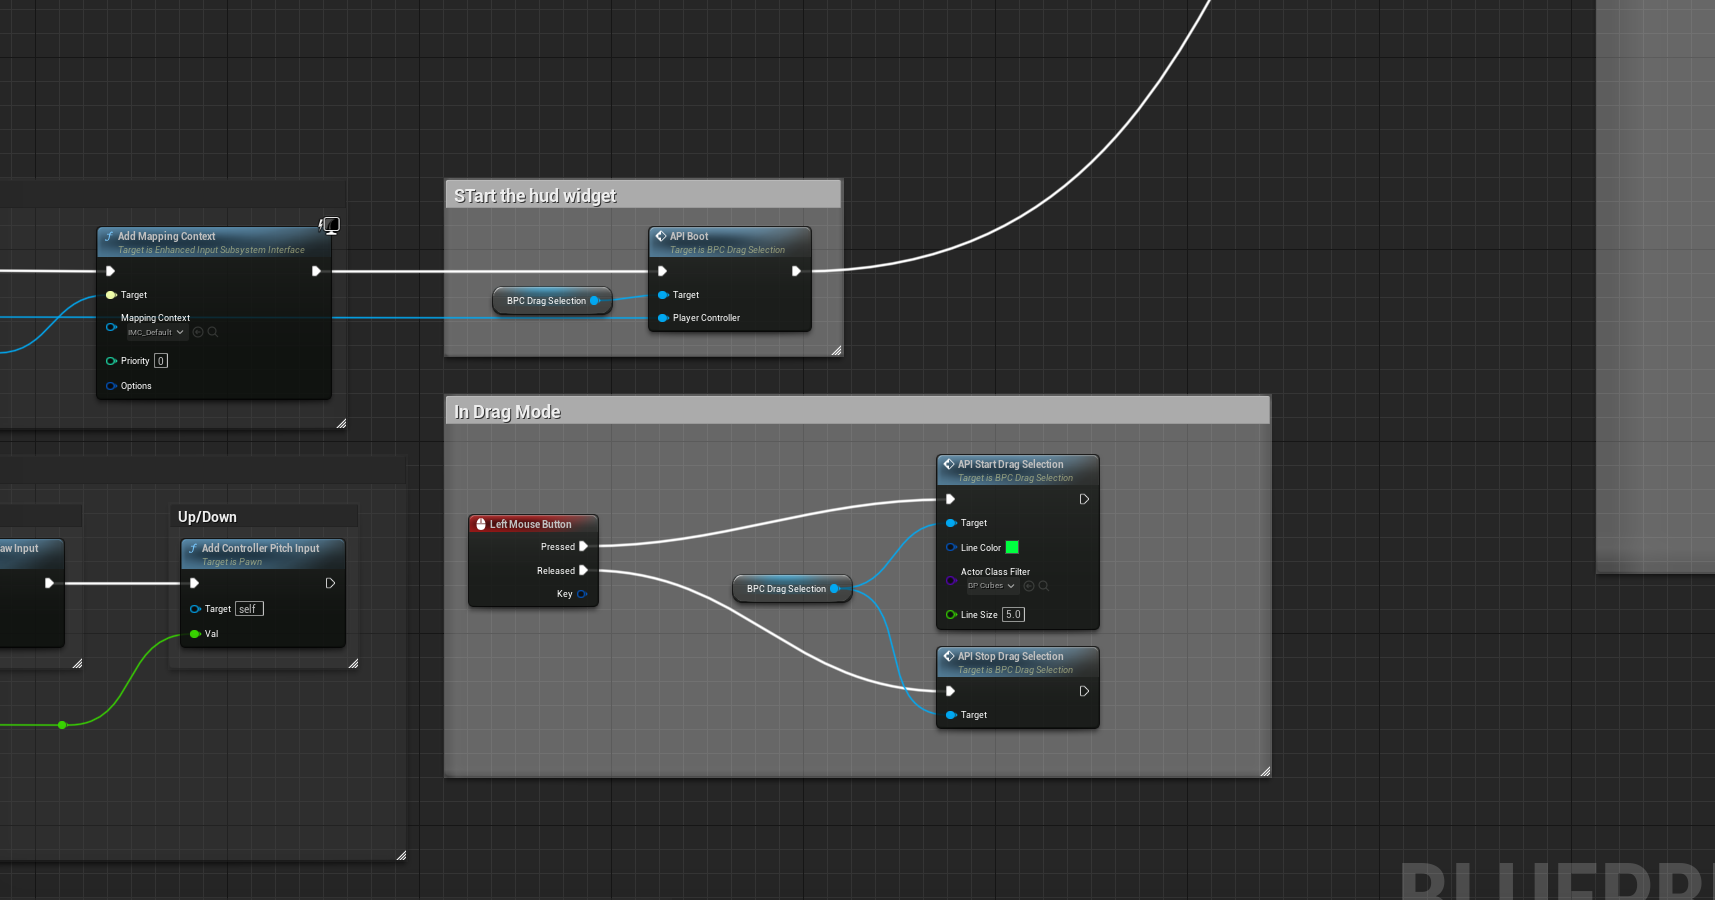 STart the hud widget
Add Mapping Context
Target is Enhanced Input Subsystem Interface
Target
Mapping Context
IMC_Default
Priority 0
Options
API Boot
Target is BPC Drag Selection
BPC Drag Selection
Target
Player Controller
In Drag Mode
Left Mouse Button
Pressed
Released
Key
BPC Drag Selection
API Start Drag Selection
Target is BPC Drag Selection
Target
Line Color
Actor Class Filter
BP Cubes
Line Size 5.0
API Stop Drag Selection
Target is BPC Drag Selection
Target
Up/Down
aw Input
Add Controller Pitch Input
Target is Pawn
Target self
Val